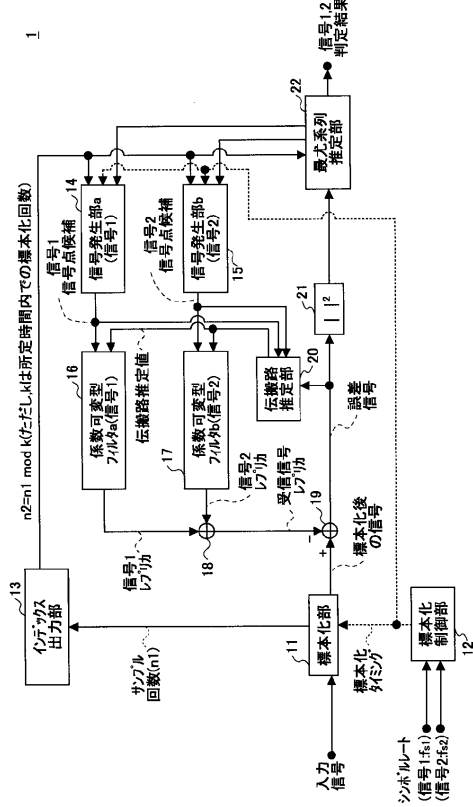 1
n2=n1 mod k(ただし,kは所定時間内での標本化回数)
13
インデックス
出力部
サンプル
回数(n1)
信号1
信号点候補
14
信号発生部a
(信号1)
信号2
信号点候補
信号発生部b
(信号2)
15
16
係数可変型
フィルタa(信号1)
伝搬路推定値
係数可変型
フィルタb(信号2)
17
伝搬路
推定部
20
信号1
レプリカ
信号2
レプリカ
18
受信信号
レプリカ
-
+
19
誤差
信号
標本化後
の信号
| |²
21
22
最尤系列
推定部
信号1,2
判定結果
入力
信号
11
標本化部
標本化
タイミング
標本化
制御部
12
シンボルレート
(信号1:fs1)
(信号2:fs2)